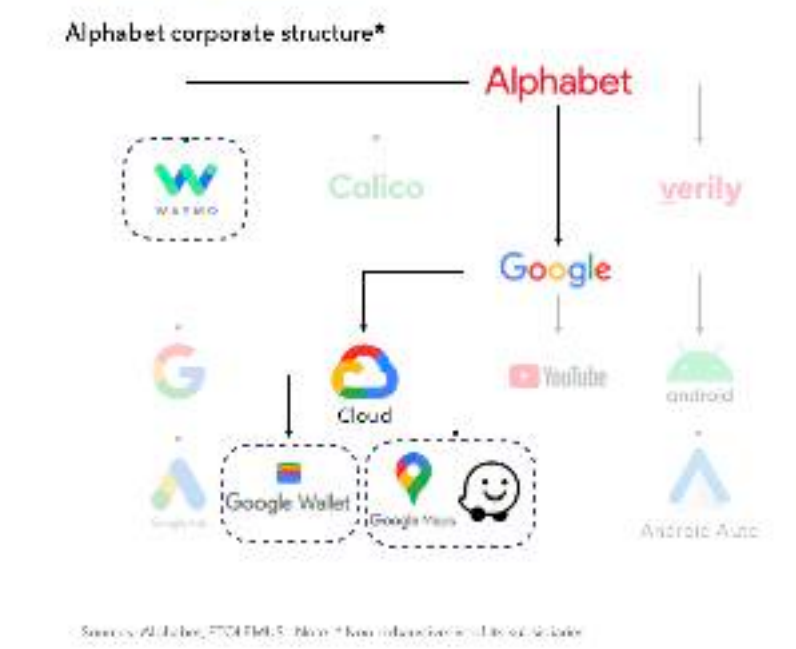 Alphabet corporate structure*
Alphabet
WAYMO
Calico
verily
Google
YouTube
android
Cloud
Google Wallet
Google Maps
Android Auto